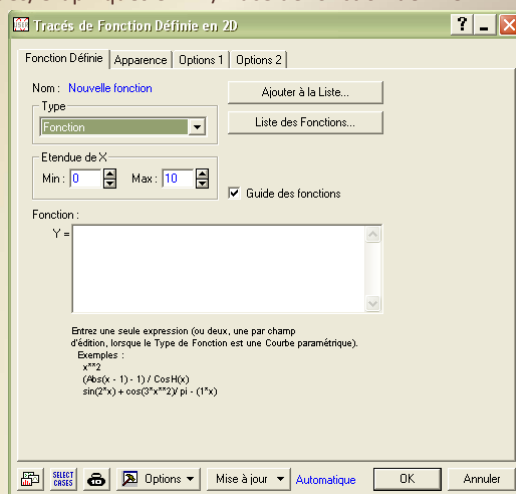 Tracés de Fonction Définie en 2D
Fonction Définie
Apparence
Options 1
Options 2
Nom : Nouvelle fonction
Ajouter à la Liste...
Type
Fonction
Liste des Fonctions...
Etendue de X
Min : 0
Max : 10
Guide des fonctions
Fonction :
Y =
Entrez une seule expression (ou deux, une par champ
d'édition, lorsque le Type de Fonction est une Courbe paramétrique).
Exemples :
x**2
(Abs(x - 1) - 1) / CosH(x)
sin(2*x) + cos(3*x**2)/ pi - (1*x)
SELECT
CASES
Options
Mise à jour
Automatique
OK
Annuler